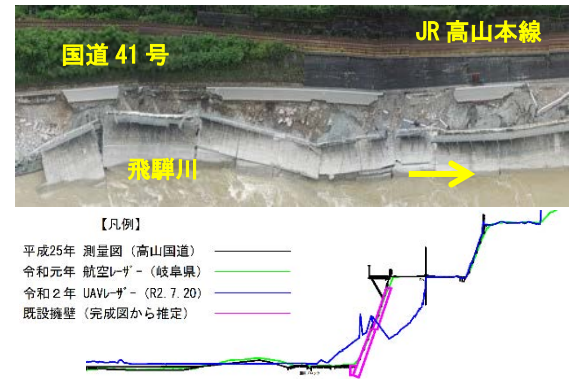 JR 高山本線
国道 41 号
飛騨川
【凡例】
平成25年 測量図（高山国道）
令和元年 航空ﾚｰｻﾞｰ（岐阜県）
令和２年 UAVﾚｰｻﾞｰ（R2.7.20）
既設擁壁（完成図から推定）